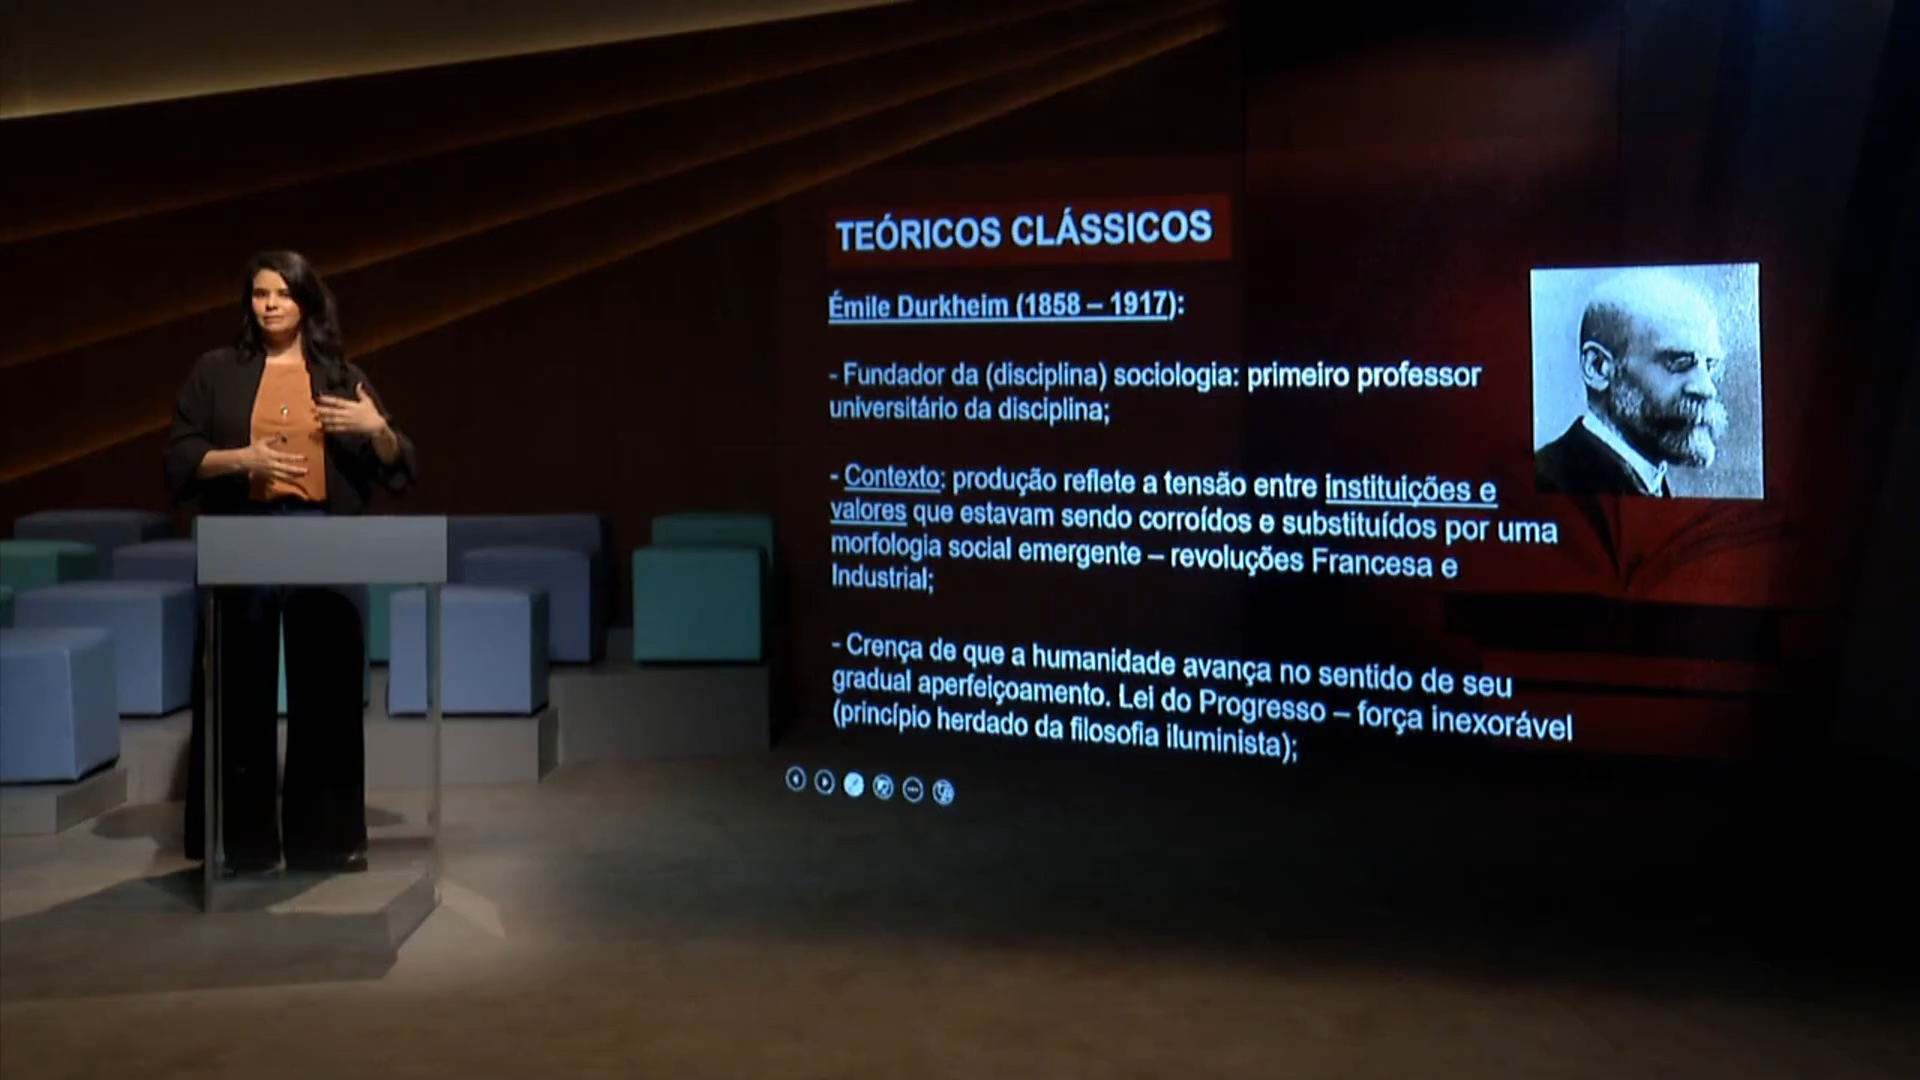 TEÓRICOS CLÁSSICOS
Émile Durkheim (1858 – 1917):
- Fundador da (disciplina) sociologia: primeiro professor
universitário da disciplina;
- Contexto: produção reflete a tensão entre instituições e
valores que estavam sendo corroídos e substituídos por uma
morfologia social emergente – revoluções Francesa e
Industrial;
- Crença de que a humanidade avança no sentido de seu
gradual aperfeiçoamento. Lei do Progresso – força inexorável
(princípio herdado da filosofia iluminista);